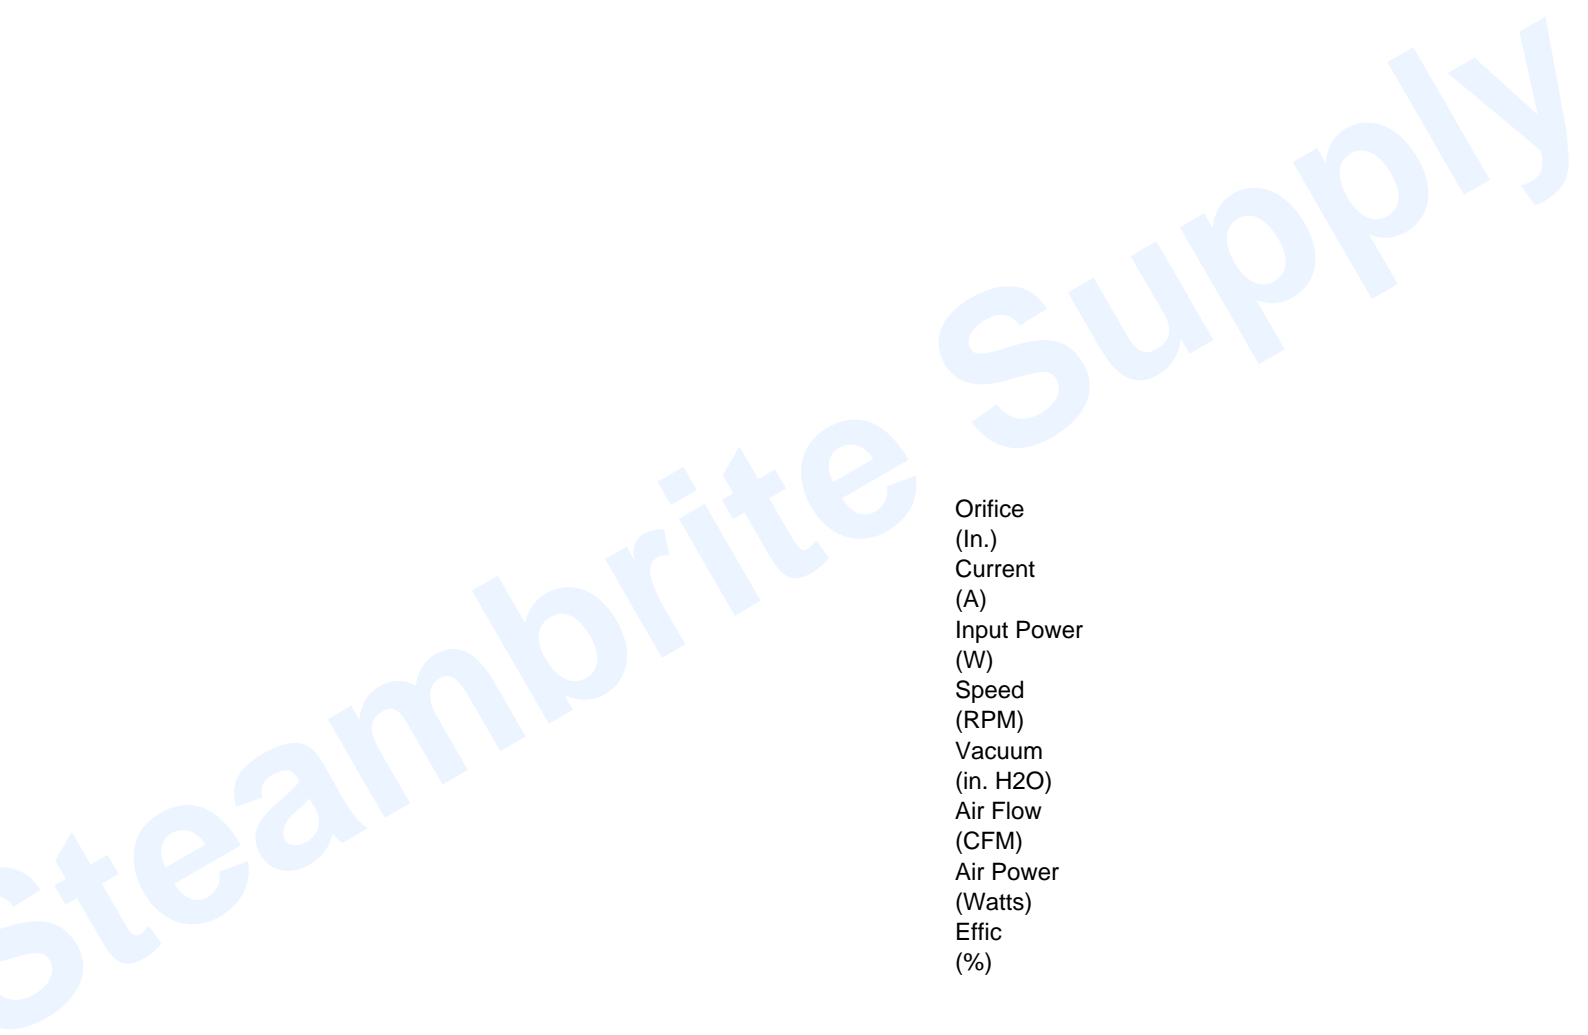 Steambrite Supply
Orifice
(In.)
Current
(A)
Input Power
(W)
Speed
(RPM)
Vacuum
(in. H2O)
Air Flow
(CFM)
Air Power
(Watts)
Effic
(%)